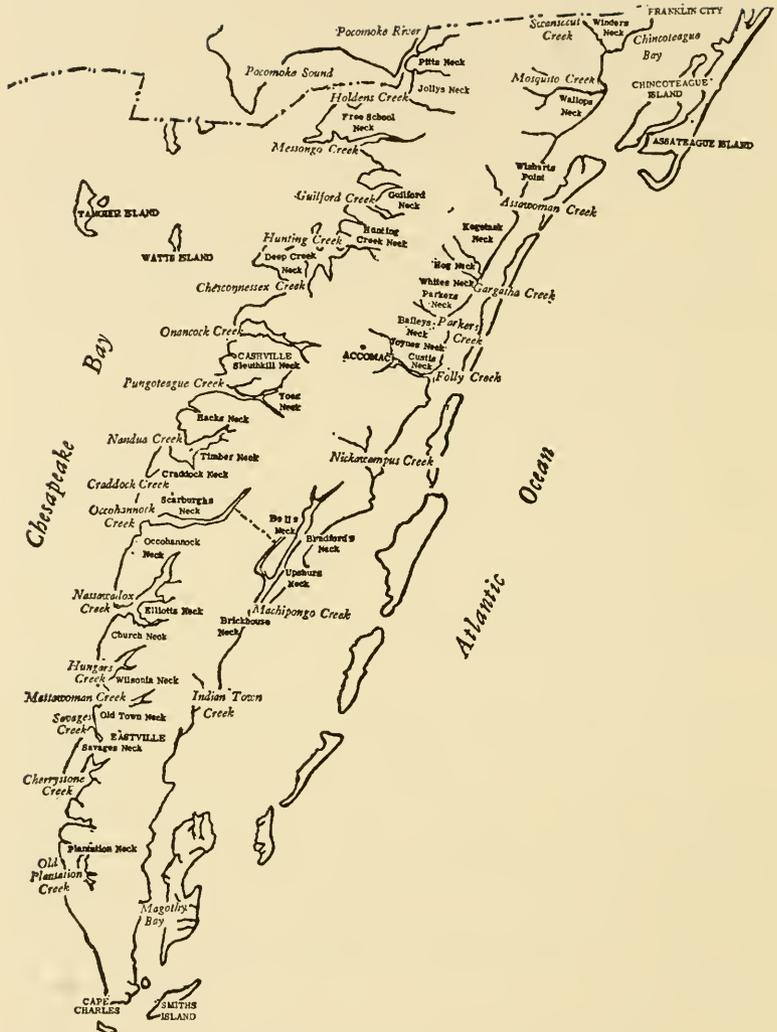 FRANKLIN CITY
Swanscut
Creek
Winders
Neck
Chincoteague
Bay
Pocomoke River
Pitts Neck
Pocomoke Sound
Jollys Neck
Mosquito Creek
CHINCOTEAGUE
ISLAND
Holdens Creek
Wallops
Neck
Free School
Neck
Messongo Creek
ASSATEAGUE ISLAND
Wisharts
Point
Guilford Creek
Guilford
Neck
Assawoman Creek
TANGIER ISLAND
Hunting
Creek Neck
Kegotank
Neck
Hunting Creek
WATTS ISLAND
Deep Creek
Neck
Hog Neck
Chesconnessex Creek
Whites Neck
Gargatha Creek
Parkers
Neck
Onancock Creek
Baileys
Neck
Parkers
Creek
Joynes Neck
CASHVILLE
Sleuthkill Neck
ACCOMAC
Custis
Neck
Folly Creek
Pungoteague Creek
Yoes
Neck
Bay
Hacks Neck
Nandua Creek
Timber Neck
Nickawampus Creek
Craddock Neck
Craddock Creek
Chesapeake
Ocean
Scarburghs
Neck
Occohannock
Creek
Bells
Neck
Bradford's
Neck
Occohannock
Neck
Upshurs
Neck
Atlantic
Nassawadox
Creek
Elliotts Neck
Machipongo Creek
Brickhouse
Neck
Church Neck
Hungars
Creek
Wilsonia Neck
Mattawoman Creek
Indian Town
Creek
Old Town Neck
Savages
Creek
EASTVILLE
Savages Neck
Cherrystone
Creek
Plantation Neck
Old
Plantation
Creek
Magothy
Bay
CAPE
CHARLES
SMITHS
ISLAND